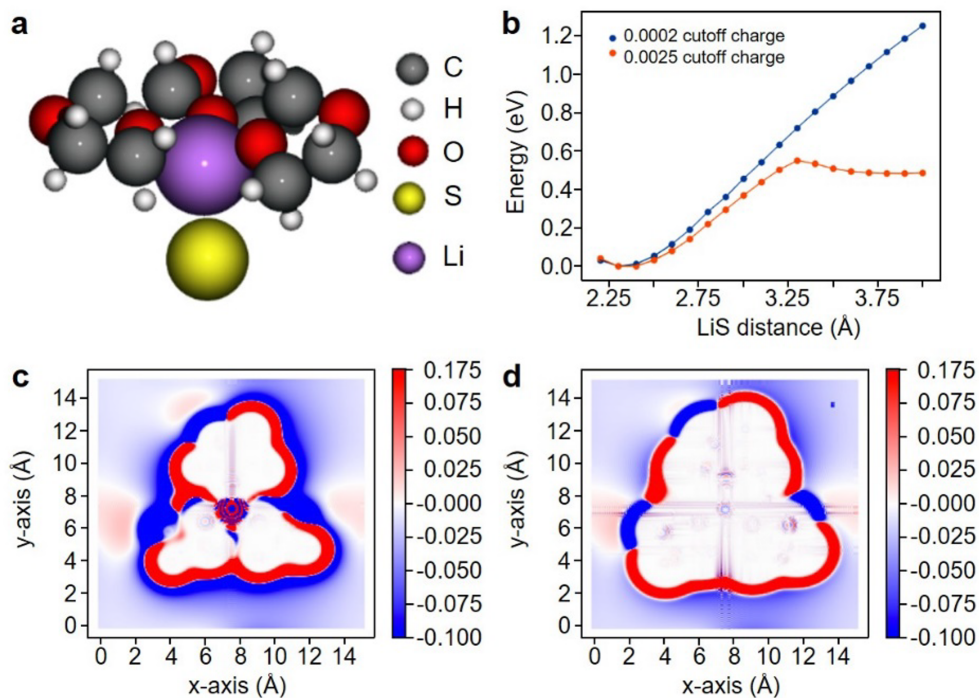 a
C
H
O
S
Li
b
0.0002 cutoff charge
0.0025 cutoff charge
Energy (eV)
1.2
1.0
0.8
0.6
0.4
0.2
0.0
2.25 2.75 3.25 3.75
LiS distance (Å)
c
y-axis (Å)
14
12
10
8
6
4
2
0
0 2 4 6 8 10 12 14
x-axis (Å)
0.175
0.075
0.050
0.025
-0.000
-0.025
-0.050
-0.075
-0.100
d
y-axis (Å)
14
12
10
8
6
4
2
0
0 2 4 6 8 10 12 14
x-axis (Å)
0.175
0.075
0.050
0.025
-0.000
-0.025
-0.050
-0.075
-0.100